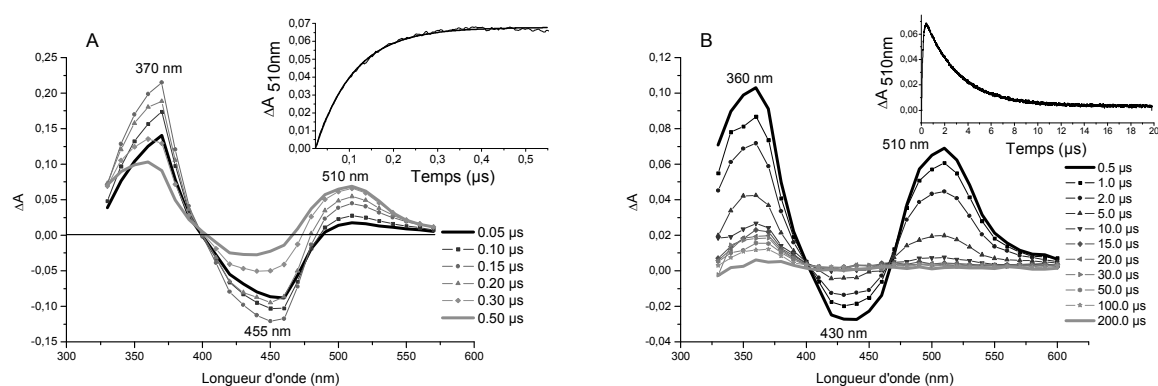 A
370 nm
455 nm
510 nm
0,25
0,20
0,15
0,10
0,05
0,00
-0,05
-0,10
-0,15
ΔA
300 350 400 450 500 550 600
Longueur d'onde (nm)
0.05 µs
0.10 µs
0.15 µs
0.20 µs
0.30 µs
0.50 µs
0,07
0,06
0,05
0,04
0,03
0,02
0,01
0,00
ΔA 510nm
0,1 0,2 0,3 0,4 0,5
Temps (µs)
B
360 nm
430 nm
510 nm
0,12
0,10
0,08
0,06
0,04
0,02
0,00
-0,02
-0,04
ΔA
300 350 400 450 500 550 600
Longueur d'onde (nm)
0.5 µs
1.0 µs
2.0 µs
5.0 µs
10.0 µs
15.0 µs
20.0 µs
30.0 µs
50.0 µs
100.0 µs
200.0 µs
0,06
0,04
0,02
0,00
ΔA 510nm
0 2 4 6 8 10 12 14 16 18 20
Temps (µs)